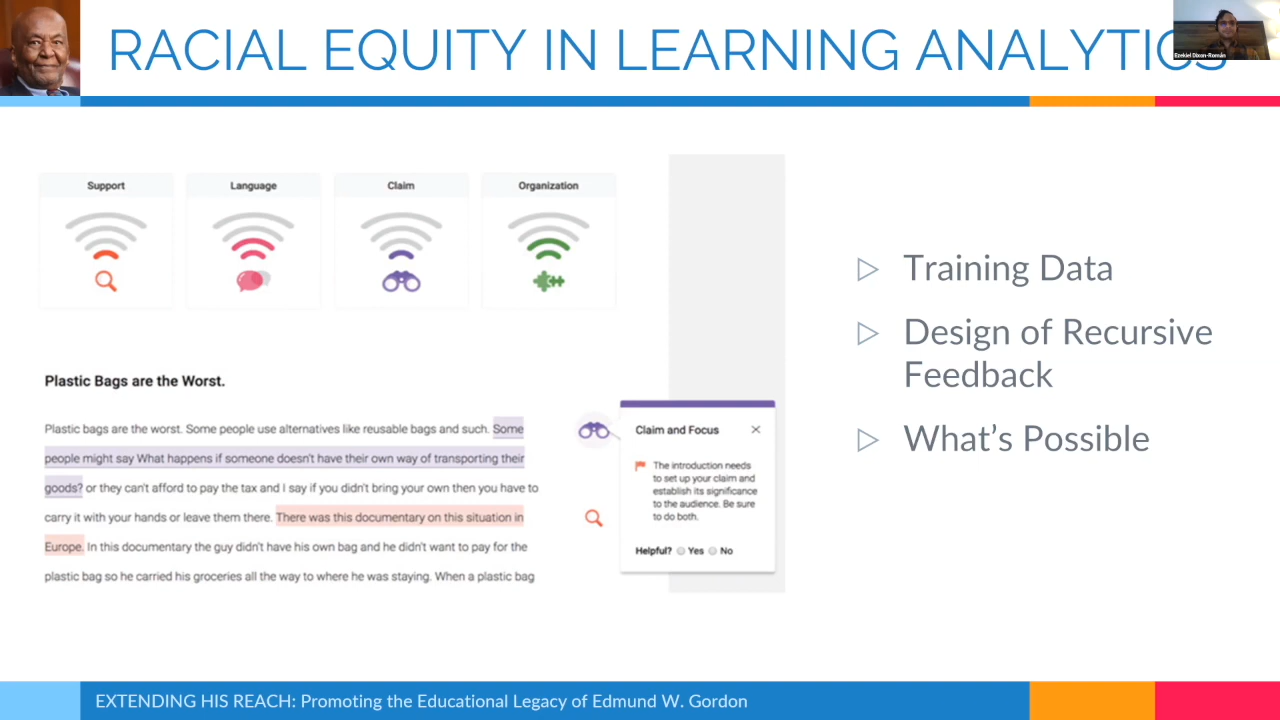 RACIAL EQUITY IN LEARNING ANALYTICS
Ezekiel Dixon-Román
Support
Language
Claim
Organization
Plastic Bags are the Worst.
Plastic bags are the worst. Some people use alternatives like reusable bags and such. Some
people might say What happens if someone doesn't have their own way of transporting their
goods? or they can't afford to pay the tax and I say if you didn't bring your own then you have to
carry it with your hands or leave them there. There was this documentary on this situation in
Europe. In this documentary the guy didn't have his own bag and he didn't want to pay for the
plastic bag so he carried his groceries all the way to where he was staying. When a plastic bag
Claim and Focus
The introduction needs
to set up your claim and
establish its significance
to the audience. Be sure
to do both.
Helpful? Yes No
Training Data
Design of Recursive
Feedback
What's Possible
EXTENDING HIS REACH: Promoting the Educational Legacy of Edmund W. Gordon